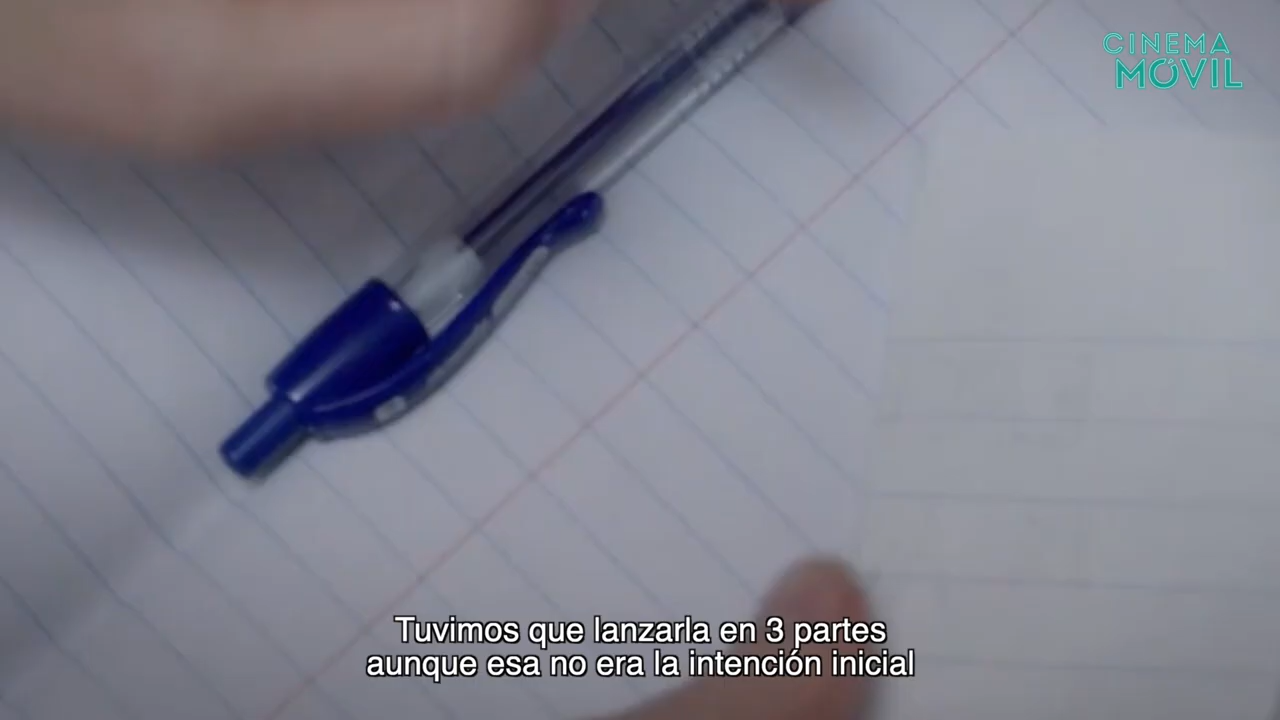 CINEMA
MÓVIL
Tuvimos que lanzarla en 3 partes
aunque esa no era la intención inicial